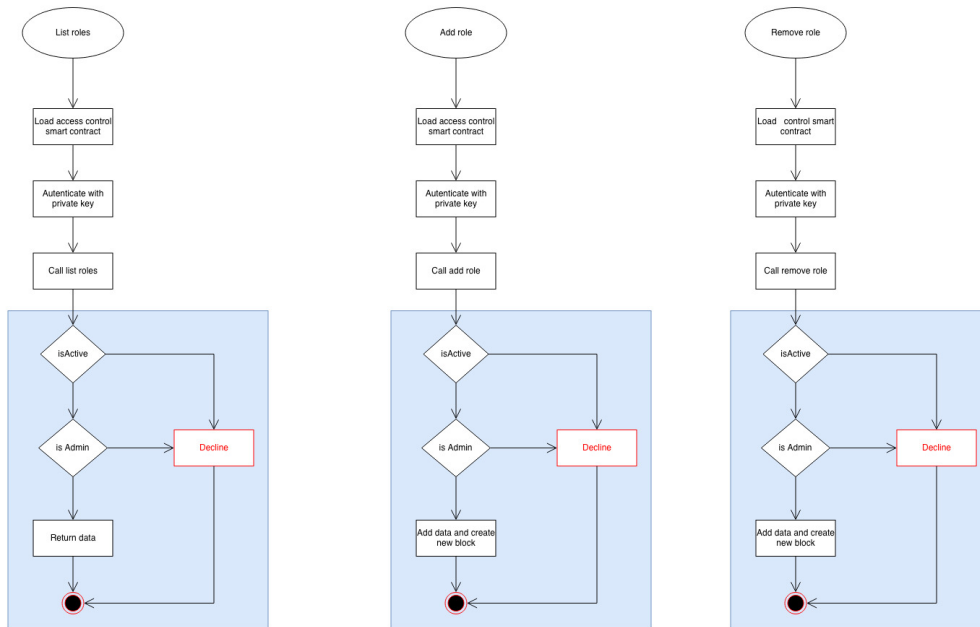 List roles
Load access control
smart contract
Autenticate with
private key
Call list roles
isActive
is Admin
Decline
Return data
Add role
Load access control
smart contract
Autenticate with
private key
Call add role
isActive
is Admin
Decline
Add data and create
new block
Remove role
Load control smart
contract
Autenticate with
private key
Call remove role
isActive
is Admin
Decline
Add data and create
new block